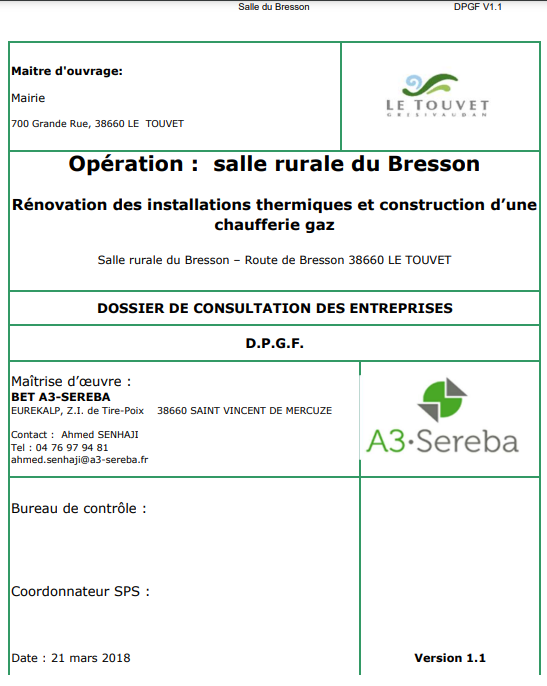 Salle du Bresson DPGF V1.1
Maitre d'ouvrage:
Mairie
700 Grande Rue, 38660 LE TOUVET
LE TOUVET
GRESIVAUDAN
Opération : salle rurale du Bresson
Rénovation des installations thermiques et construction d’une
chaufferie gaz
Salle rurale du Bresson – Route de Bresson 38660 LE TOUVET
DOSSIER DE CONSULTATION DES ENTREPRISES
D.P.G.F.
Maîtrise d’œuvre :
BET A3-SEREBA
EUREKALP, Z.I. de Tire-Poix 38660 SAINT VINCENT DE MERCUZE
Contact : Ahmed SENHAJI
Tel : 04 76 97 94 81
ahmed.senhaji@a3-sereba.fr
A3·Sereba
Bureau de contrôle :
Coordonnateur SPS :
Date : 21 mars 2018 Version 1.1